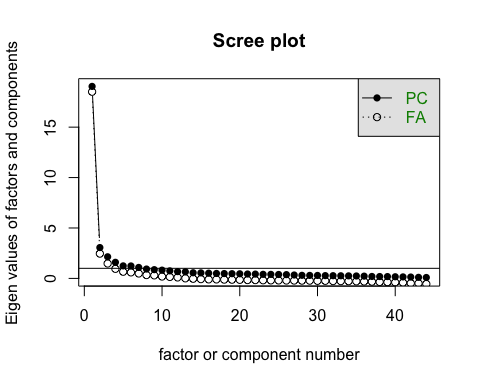 Scree plot
Eigen values of factors and components
15
10
5
0
PC
FA
0 10 20 30 40
factor or component number